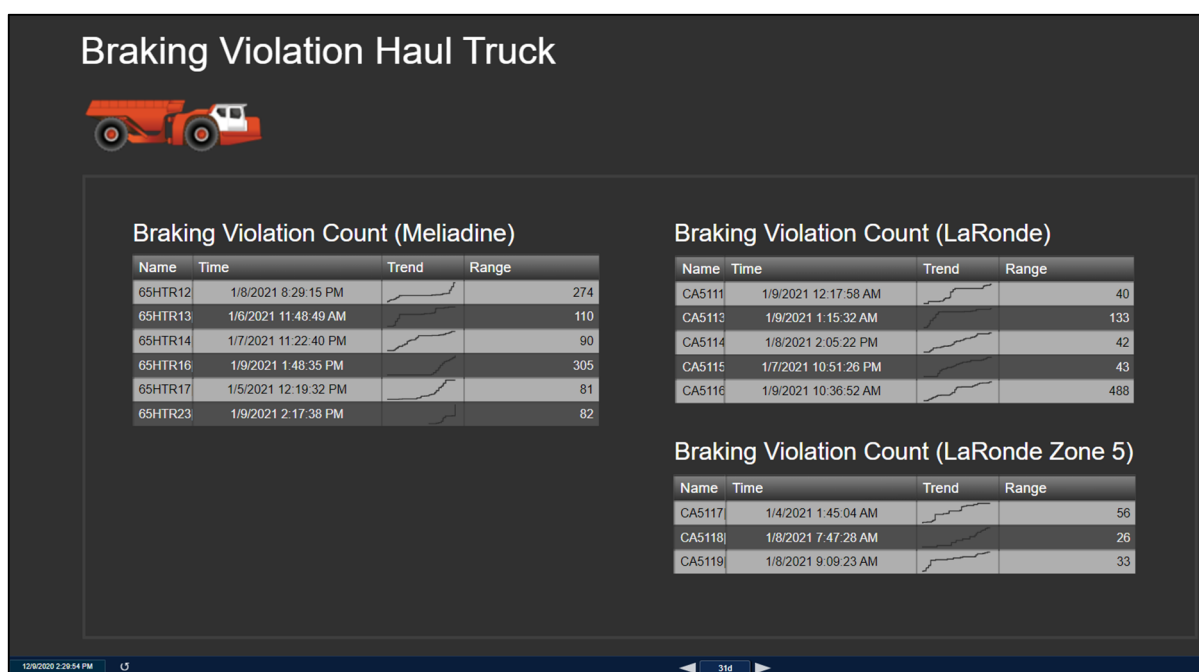 Braking Violation Haul Truck
Braking Violation Count (Meliadine)
Name Time Trend Range
65HTR12 1/8/2021 8:29:15 PM 274
65HTR13 1/6/2021 11:48:49 AM 110
65HTR14 1/7/2021 11:22:40 PM 90
65HTR16 1/9/2021 1:48:35 PM 305
65HTR17 1/5/2021 12:19:32 PM 81
65HTR23 1/9/2021 2:17:38 PM 82
Braking Violation Count (LaRonde)
Name Time Trend Range
CA5111 1/9/2021 12:17:58 AM 40
CA5113 1/9/2021 1:15:32 AM 133
CA5114 1/8/2021 2:05:22 PM 42
CA5115 1/7/2021 10:51:26 PM 43
CA5116 1/9/2021 10:36:52 AM 488
Braking Violation Count (LaRonde Zone 5)
Name Time Trend Range
CA5117| 1/4/2021 1:45:04 AM 56
CA5118| 1/8/2021 7:47:28 AM 26
CA5119| 1/8/2021 9:09:23 AM 33
12/9/2020 2:29:54 PM 31d